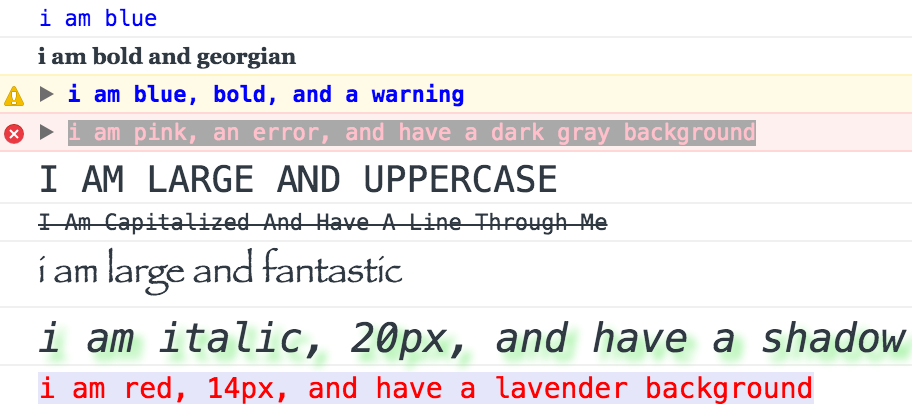 i am blue
i am bold and georgian
i am blue, bold, and a warning
i am pink, an error, and have a dark gray background
I AM LARGE AND UPPERCASE
I Am Capitalized And Have A Line Through Me
i am large and fantastic
i am italic, 20px, and have a shadow
i am red, 14px, and have a lavender background